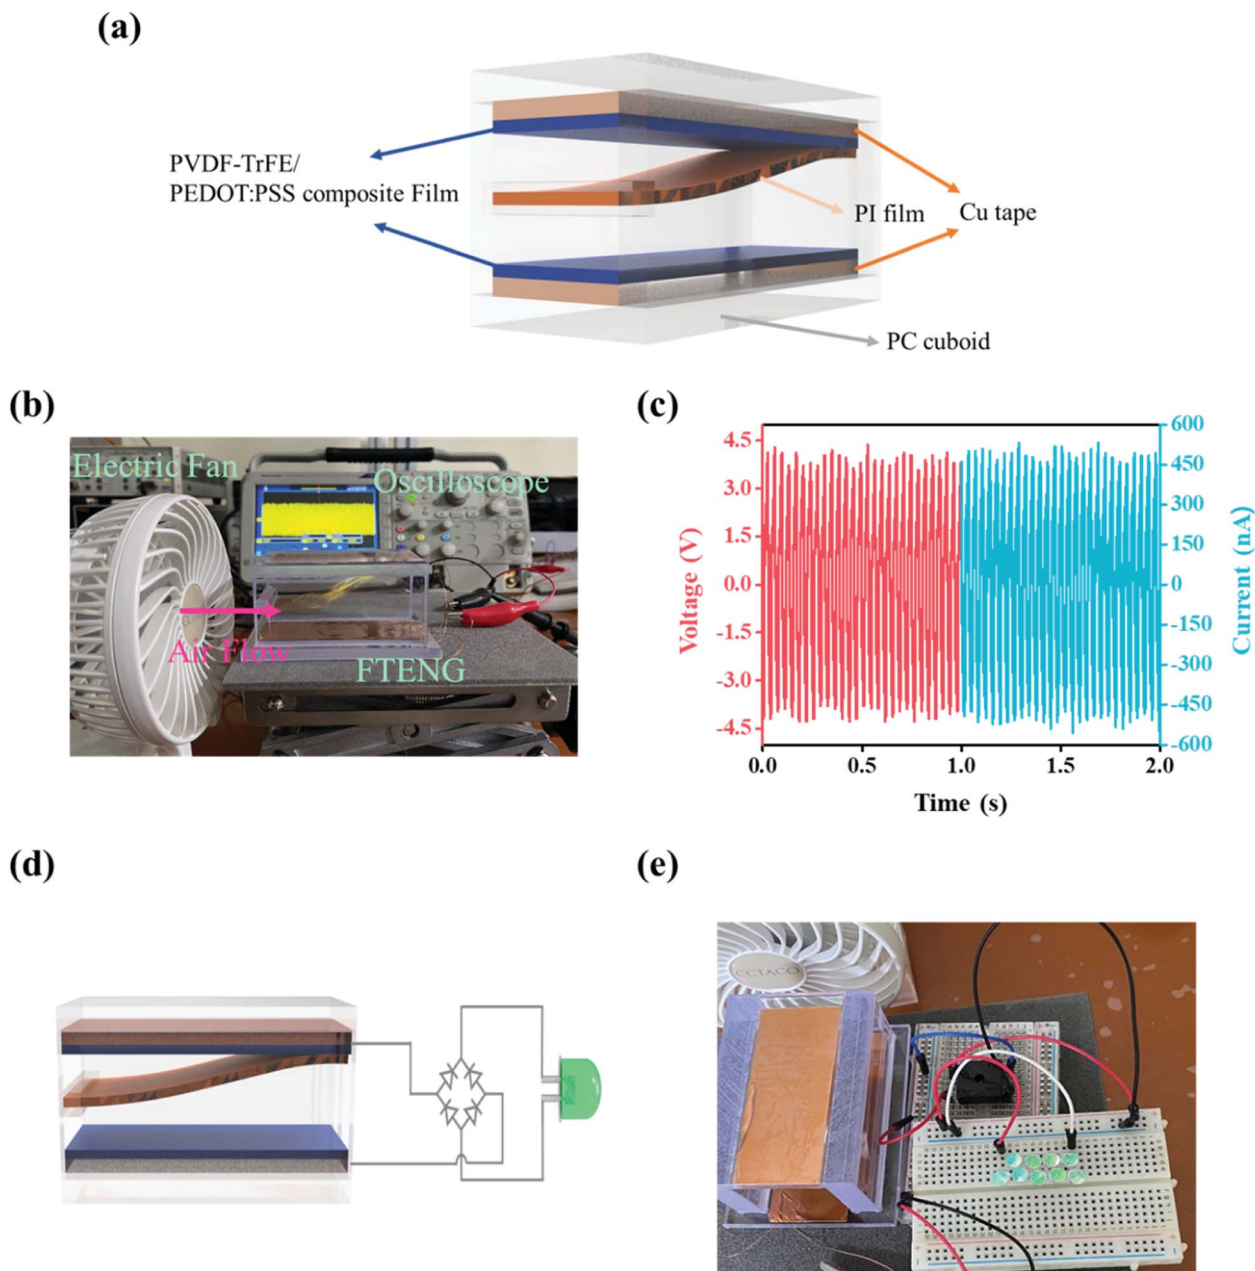 (a)
PVDF-TrFE/
PEDOT:PSS composite Film
PI film
Cu tape
PC cuboid
(b)
Electric Fan
Oscilloscope
Air Flow
FTENG
(c)
4.5
3.0
1.5
0.0
-1.5
-3.0
-4.5
Voltage (V)
600
450
300
150
0
-150
-300
-450
-600
Current (nA)
0.0
0.5
1.0
1.5
2.0
Time (s)
(d)
(e)
CCTACO